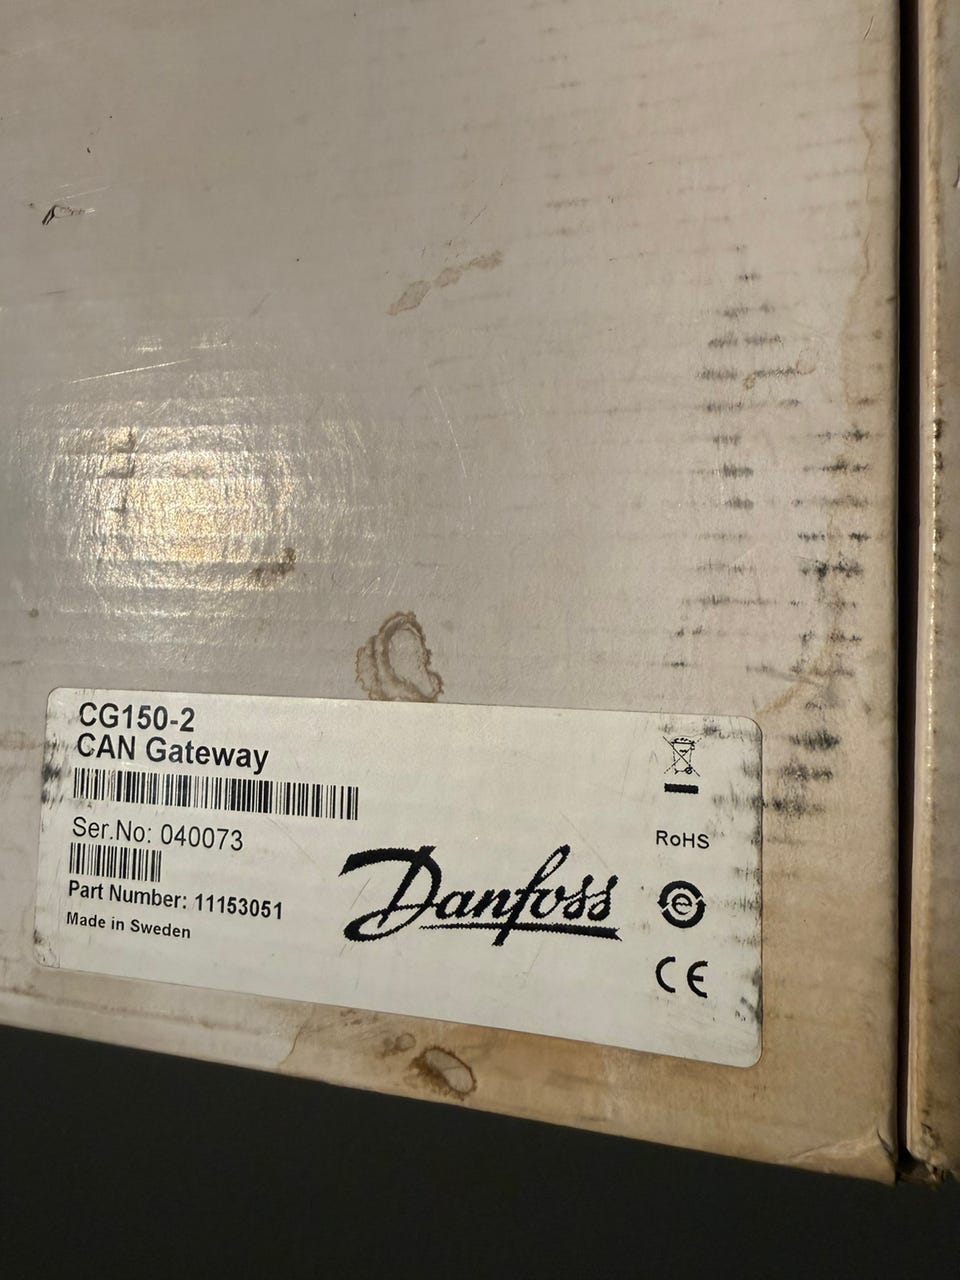 CG150-2
CAN Gateway
Ser.No: 040073
Part Number: 11153051
Made in Sweden
Danfoss
RoHS
e
CE